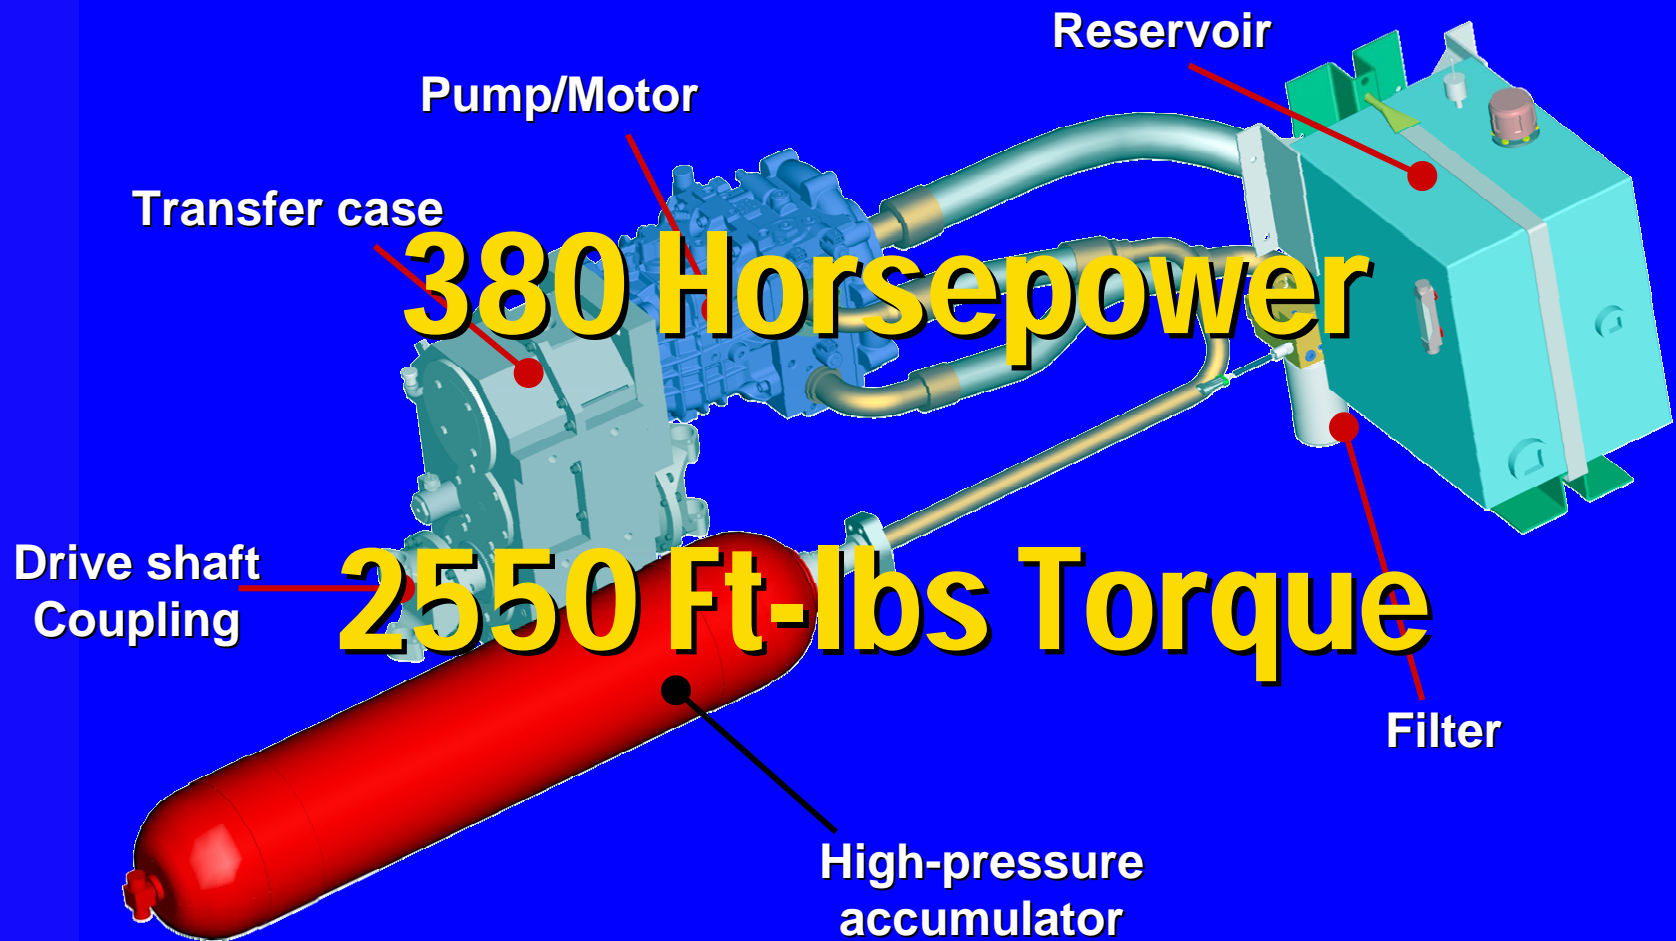 Reservoir
Pump/Motor
Transfer case
380 Horsepower
Drive shaft
Coupling
2550 Ft-lbs Torque
Filter
High-pressure
accumulator